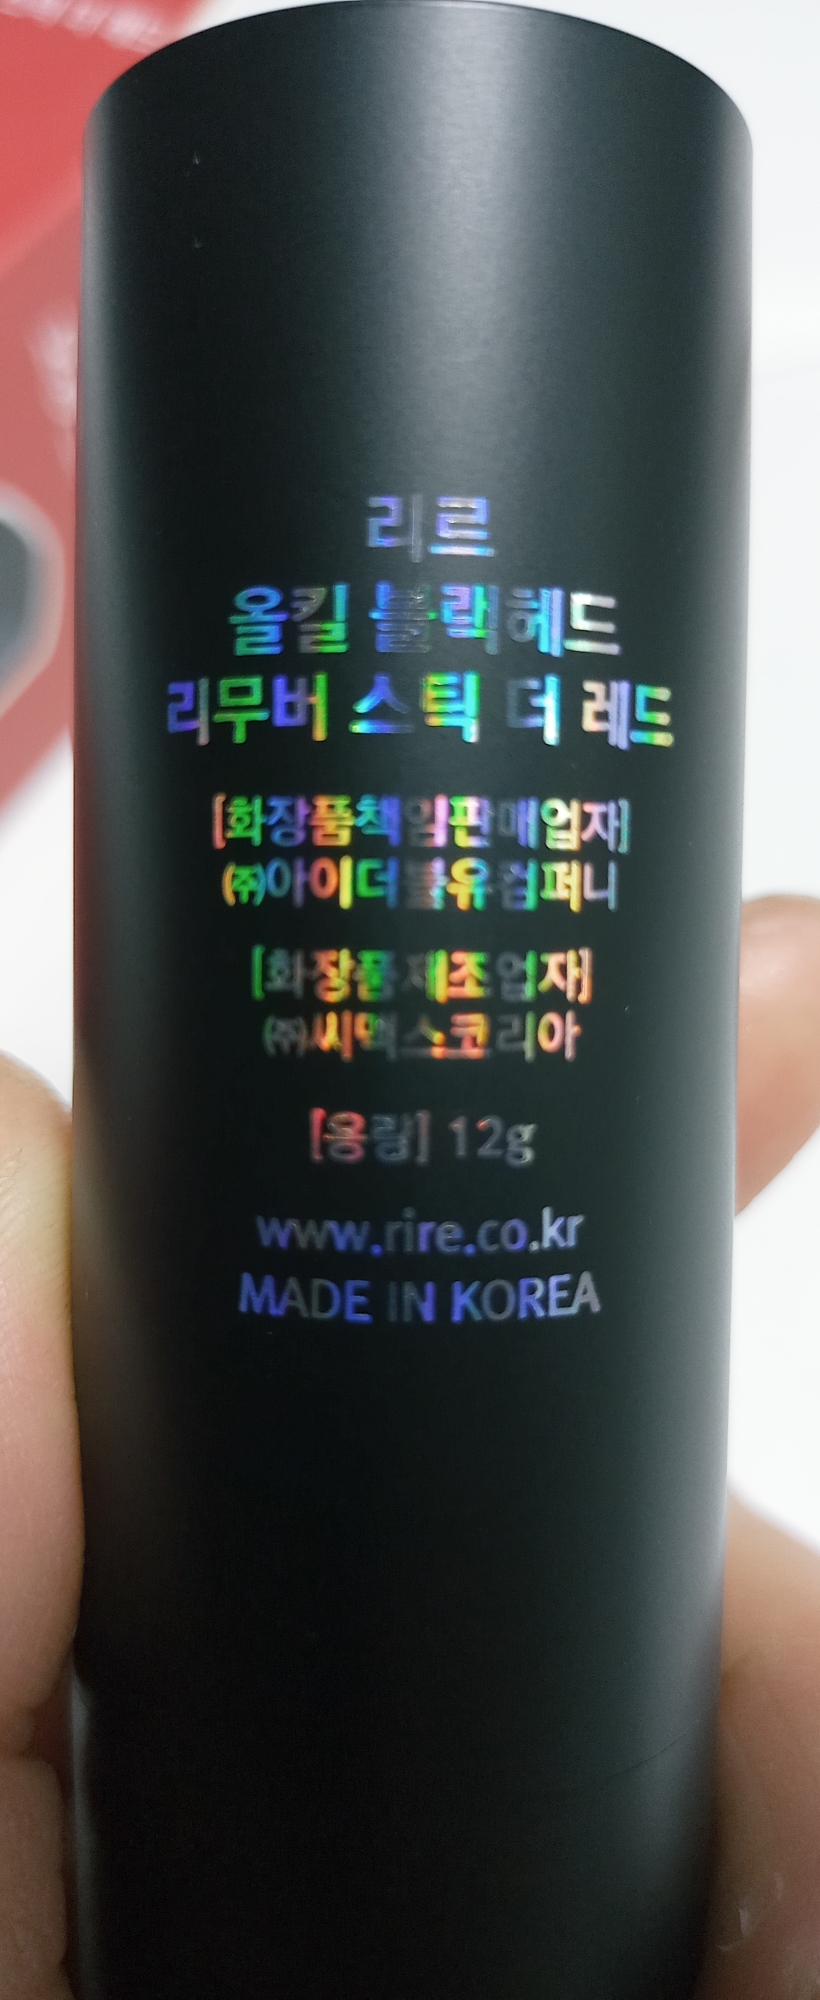 리르
올킬 블랙헤드
리무버 스틱 더 레드
[화장품책임판매업자]
㈜아이더블유컴퍼니
[화장품제조업자]
㈜씨맥스코리아
[용량] 12g
www.rire.co.kr
MADE IN KOREA